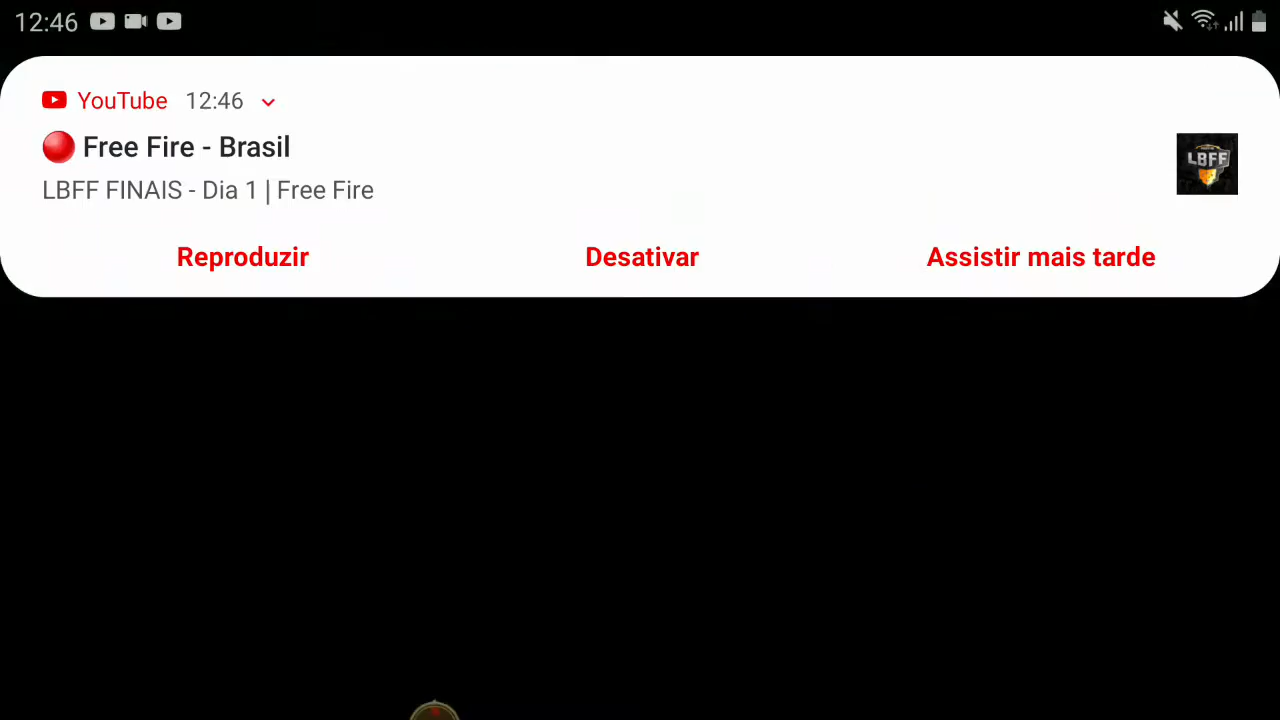 12:46
YouTube 12:46
Free Fire - Brasil
LBFF
LBFF FINAIS - Dia 1 | Free Fire
Reproduzir Desativar Assistir mais tarde